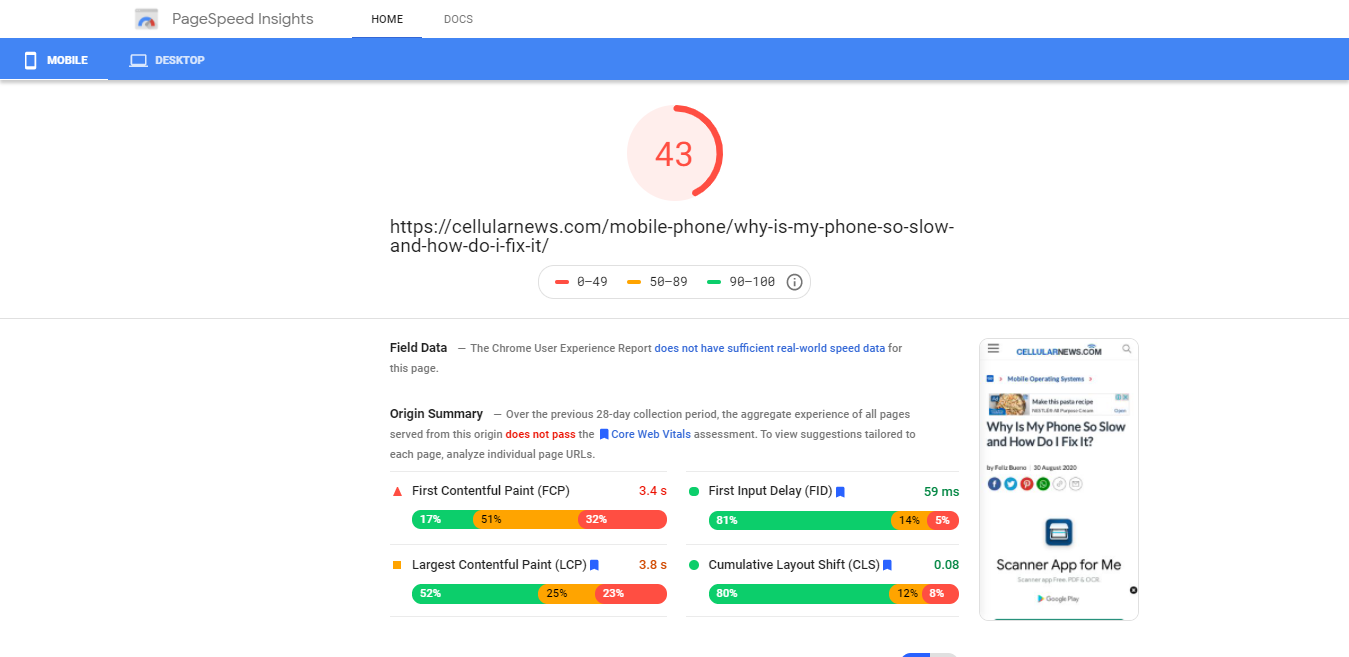 PageSpeed Insights
HOME
DOCS
MOBILE
DESKTOP
43
https://cellularnews.com/mobile-phone/why-is-my-phone-so-slow-
and-how-do-i-fix-it/
0–49
50–89
90–100
Field Data — The Chrome User Experience Report does not have sufficient real-world speed data for
this page.
Origin Summary — Over the previous 28-day collection period, the aggregate experience of all pages
served from this origin does not pass the Core Web Vitals assessment. To view suggestions tailored to
each page, analyze individual page URLs.
First Contentful Paint (FCP) 3.4 s
17% 51% 32%
First Input Delay (FID) 59 ms
81% 14% 5%
Largest Contentful Paint (LCP) 3.8 s
52% 25% 23%
Cumulative Layout Shift (CLS) 0.08
80% 12% 8%
CELLULARNEWS.COM
Mobile Operating Systems
Make this pasta recipe
NESTLE® All Purpose Cream
Open
Why Is My Phone So Slow
and How Do I Fix It?
by Feliz Bueno 30 August 2020
Scanner App for Me
Scanner app Free. PDF & OCR.
Google Play